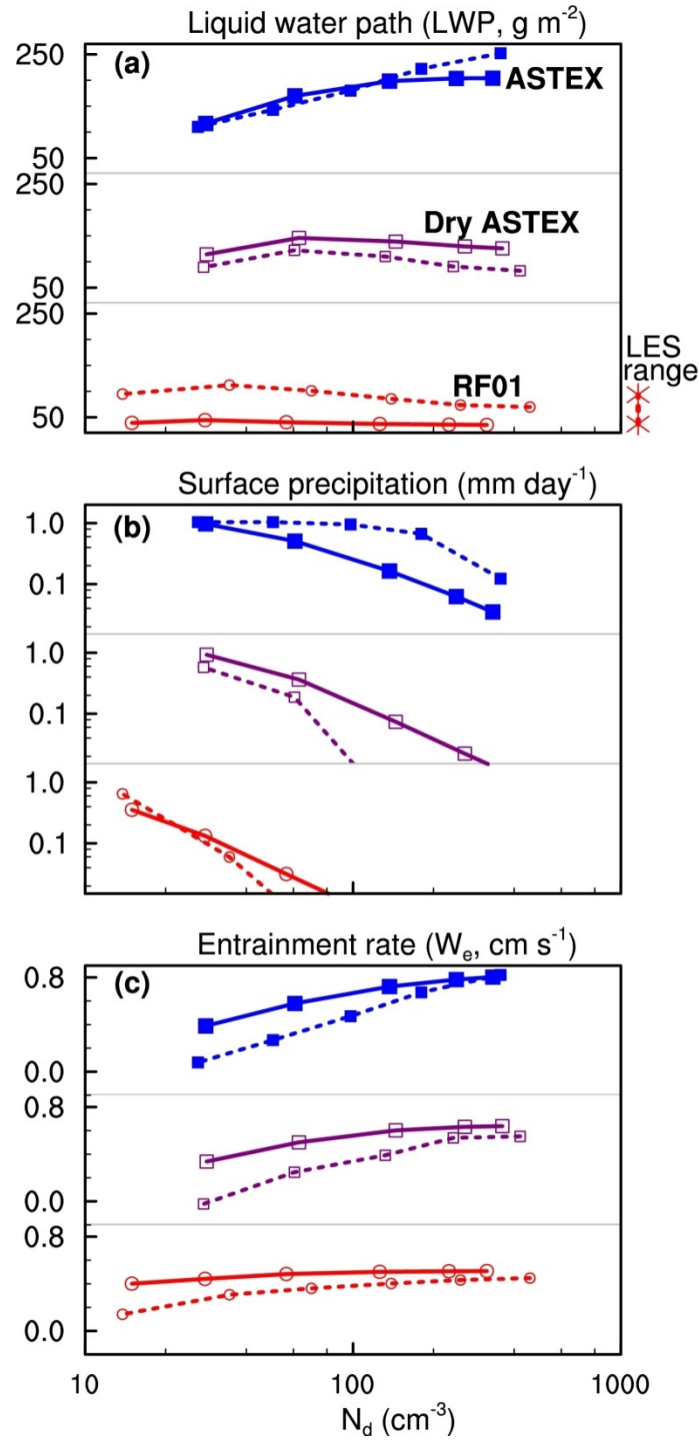 Liquid water path (LWP, g m⁻²)
250
(a)
ASTEX
50
250
Dry ASTEX
50
250
LES
range
RF01
50
Surface precipitation (mm day⁻¹)
1.0
(b)
0.1
1.0
0.1
1.0
0.1
Entrainment rate (Wₑ, cm s⁻¹)
0.8
(c)
0.0
0.8
0.0
0.8
0.0
10 100 1000
N_d (cm⁻³)